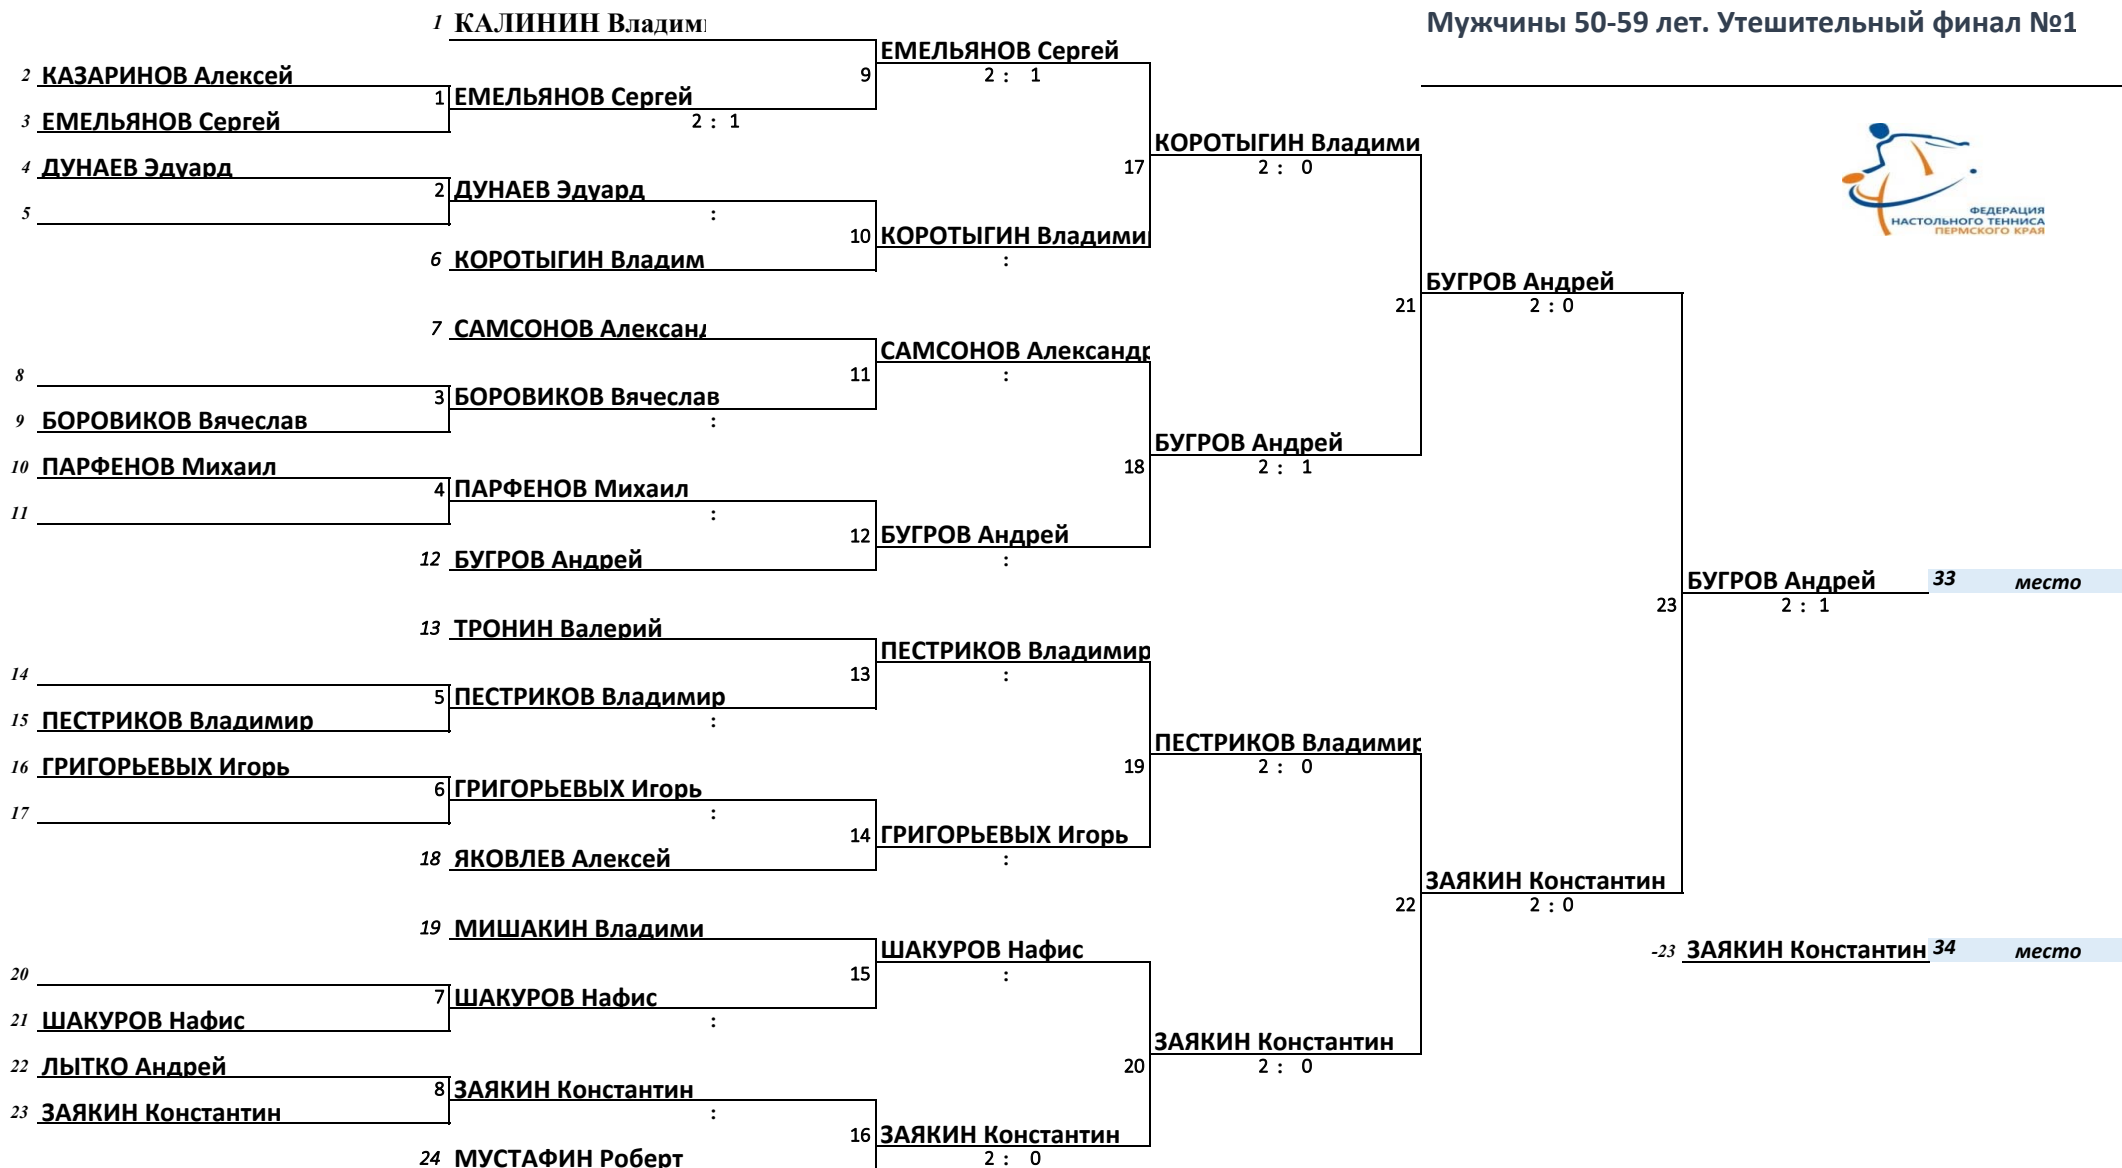 1 КАЛИНИН Владим
Мужчины 50-59 лет. Утешительный финал №1
ЕМЕЛЬЯНОВ Сергей
2 КАЗАРИНОВ Алексей
9
2 : 1
1 ЕМЕЛЬЯНОВ Сергей
3 ЕМЕЛЬЯНОВ Сергей
2 : 1
КОРОТЫГИН Владими
4 ДУНАЕВ Эдуард
17
2 : 0
2 ДУНАЕВ Эдуард
5
:
ФЕДЕРАЦИЯ
НАСТОЛЬНОГО ТЕННИСА
ПЕРМСКОГО КРАЯ
10 КОРОТЫГИН Владими
6 КОРОТЫГИН Владим
:
БУГРОВ Андрей
21
2 : 0
7 САМСОНОВ Александ
САМСОНОВ Александр
8
11
:
3 БОРОВИКОВ Вячеслав
9 БОРОВИКОВ Вячеслав
:
БУГРОВ Андрей
10 ПАРФЕНОВ Михаил
18
2 : 1
4 ПАРФЕНОВ Михаил
11
:
12 БУГРОВ Андрей
12 БУГРОВ Андрей
:
БУГРОВ Андрей 33 место
23
2 : 1
13 ТРОНИН Валерий
ПЕСТРИКОВ Владимир
14
13
:
5 ПЕСТРИКОВ Владимир
15 ПЕСТРИКОВ Владимир
:
ПЕСТРИКОВ Владимир
16 ГРИГОРЬЕВЫХ Игорь
19
2 : 0
6 ГРИГОРЬЕВЫХ Игорь
17
:
14 ГРИГОРЬЕВЫХ Игорь
18 ЯКОВЛЕВ Алексей
:
ЗАЯКИН Константин
22
2 : 0
19 МИШАКИН Владими
ШАКУРОВ Нафис
-23 ЗАЯКИН Константин 34 место
20
15
:
7 ШАКУРОВ Нафис
21 ШАКУРОВ Нафис
:
ЗАЯКИН Константин
22 ЛЫТКО Андрей
20
2 : 0
8 ЗАЯКИН Константин
23 ЗАЯКИН Константин
:
16 ЗАЯКИН Константин
24 МУСТАФИН Роберт
2 : 0